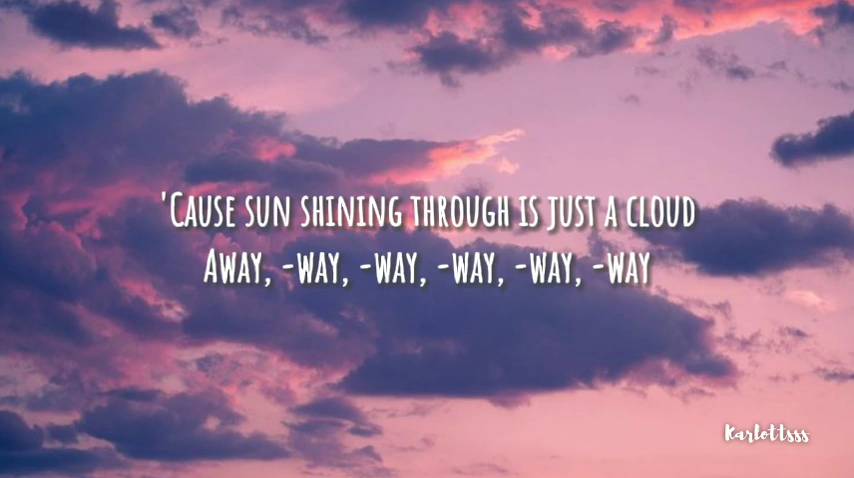 'Cause sun shining through is just a cloud
Away, -way, -way, -way, -way, -way
Karlottsss